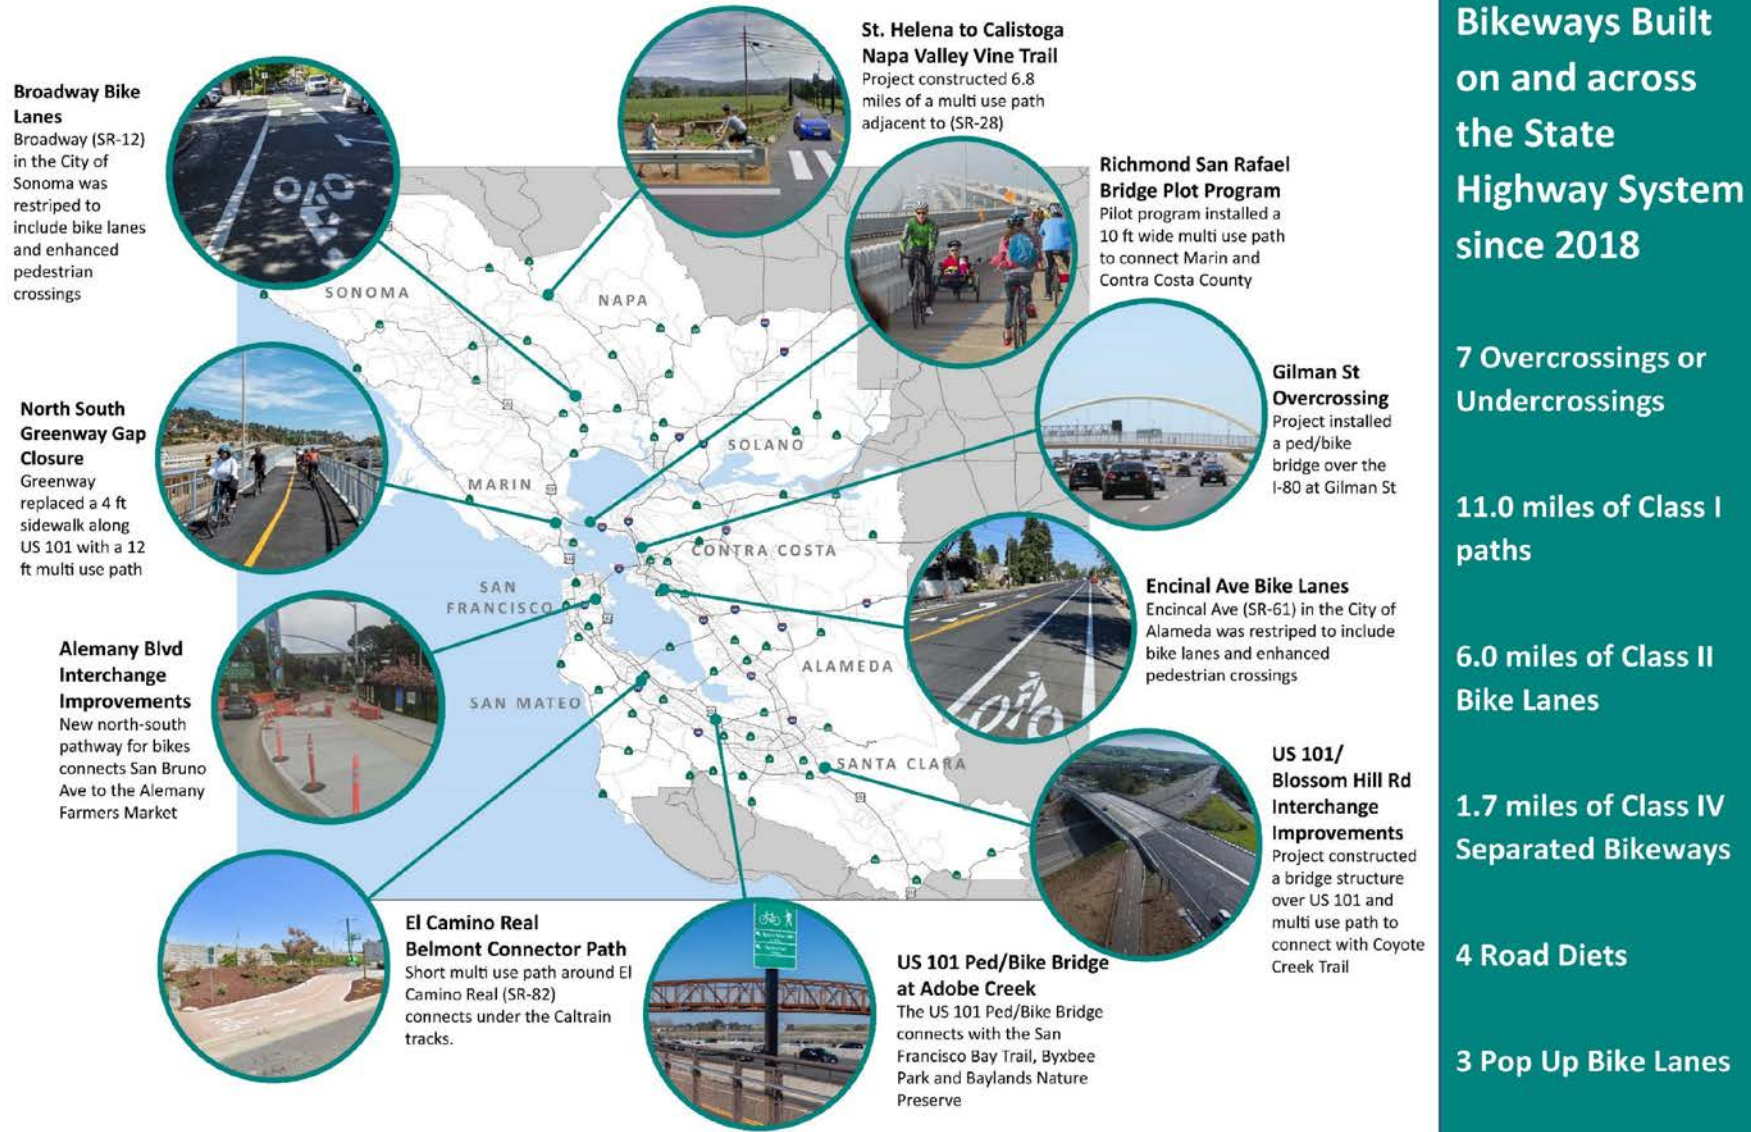 Broadway Bike
Lanes
Broadway (SR-12)
in the City of
Sonoma was
restriped to
include bike lanes
and enhanced
pedestrian
crossings
St. Helena to Calistoga
Napa Valley Vine Trail
Project constructed 6.8
miles of a multi use path
adjacent to (SR-28)
Richmond San Rafael
Bridge Plot Program
Pilot program installed a
10 ft wide multi use path
to connect Marin and
Contra Costa County
Gilman St
Overcrossing
Project installed
a ped/bike
bridge over the
I-80 at Gilman St
North South
Greenway Gap
Closure
Greenway
replaced a 4 ft
sidewalk along
US 101 with a 12
ft multi use path
Encinal Ave Bike Lanes
Encincal Ave (SR-61) in the City of
Alameda was restriped to include
bike lanes and enhanced
pedestrian crossings
Alemany Blvd
Interchange
Improvements
New north-south
pathway for bikes
connects San Bruno
Ave to the Alemany
Farmers Market
US 101/
Blossom Hill Rd
Interchange
Improvements
Project constructed
a bridge structure
over US 101 and
multi use path to
connect with Coyote
Creek Trail
El Camino Real
Belmont Connector Path
Short multi use path around El
Camino Real (SR-82)
connects under the Caltrain
tracks.
US 101 Ped/Bike Bridge
at Adobe Creek
The US 101 Ped/Bike Bridge
connects with the San
Francisco Bay Trail, Byxbee
Park and Baylands Nature
Preserve
SONOMA
NAPA
SOLANO
MARIN
CONTRA COSTA
SAN
FRANCISCO
ALAMEDA
SAN MATEO
SANTA CLARA
Bikeways Built
on and across
the State
Highway System
since 2018
7 Overcrossings or
Undercrossings
11.0 miles of Class I
paths
6.0 miles of Class II
Bike Lanes
1.7 miles of Class IV
Separated Bikeways
4 Road Diets
3 Pop Up Bike Lanes